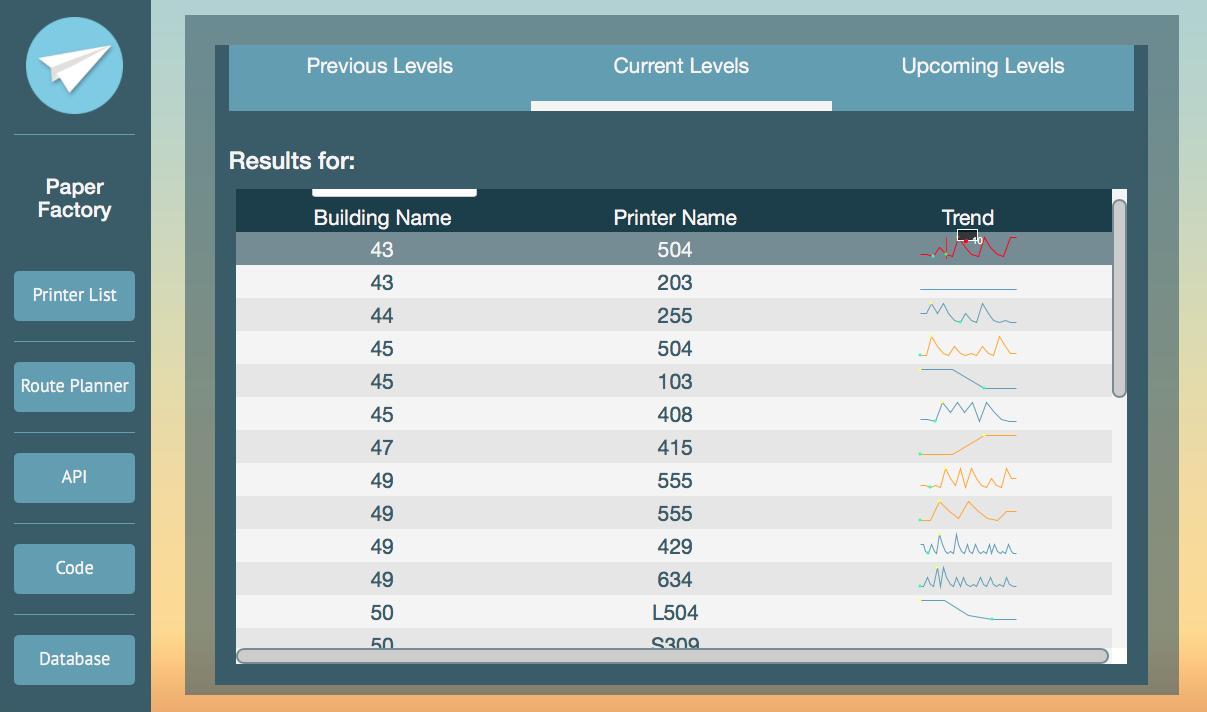 Paper
Factory
Printer List
Route Planner
API
Code
Database
Previous Levels Current Levels Upcoming Levels
Results for:
Building Name Printer Name Trend
43 504 40
43 203
44 255
45 504
45 103
45 408
47 415
49 555
49 555
49 429
49 634
50 L504
50 S309